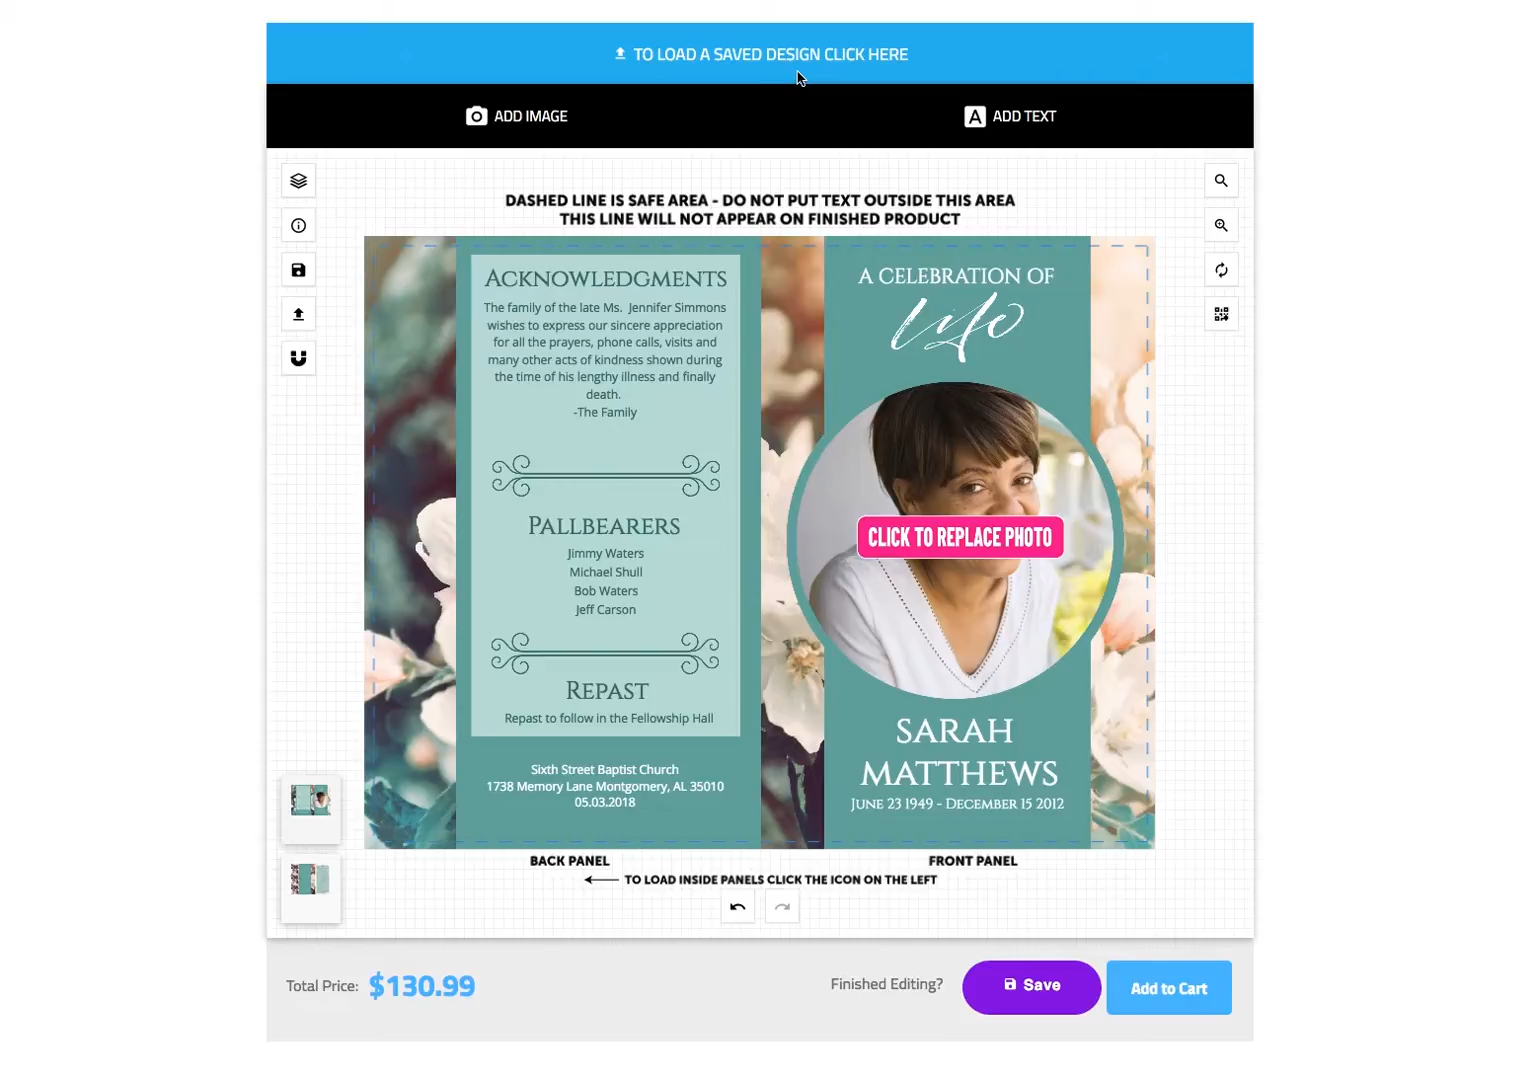 TO LOAD A SAVED DESIGN CLICK HERE
ADD IMAGE
ADD TEXT
DASHED LINE IS SAFE AREA - DO NOT PUT TEXT OUTSIDE THIS AREA
THIS LINE WILL NOT APPEAR ON FINISHED PRODUCT
ACKNOWLEDGMENTS
The family of the late Ms. Jennifer Simmons
wishes to express our sincere appreciation
for all the prayers, phone calls, visits and
many other acts of kindness shown during
the time of his lengthy illness and finally
death.
-The Family
PALLBEARERS
Jimmy Waters
Michael Shull
Bob Waters
Jeff Carson
REPAST
Repast to follow in the Fellowship Hall
Sixth Street Baptist Church
1738 Memory Lane Montgomery, AL 35010
05.03.2018
A CELEBRATION OF
Life
CLICK TO REPLACE PHOTO
SARAH
MATTHEWS
JUNE 23 1949 - DECEMBER 15 2012
BACK PANEL
FRONT PANEL
TO LOAD INSIDE PANELS CLICK THE ICON ON THE LEFT
Total Price: $130.99
Finished Editing?
Save
Add to Cart